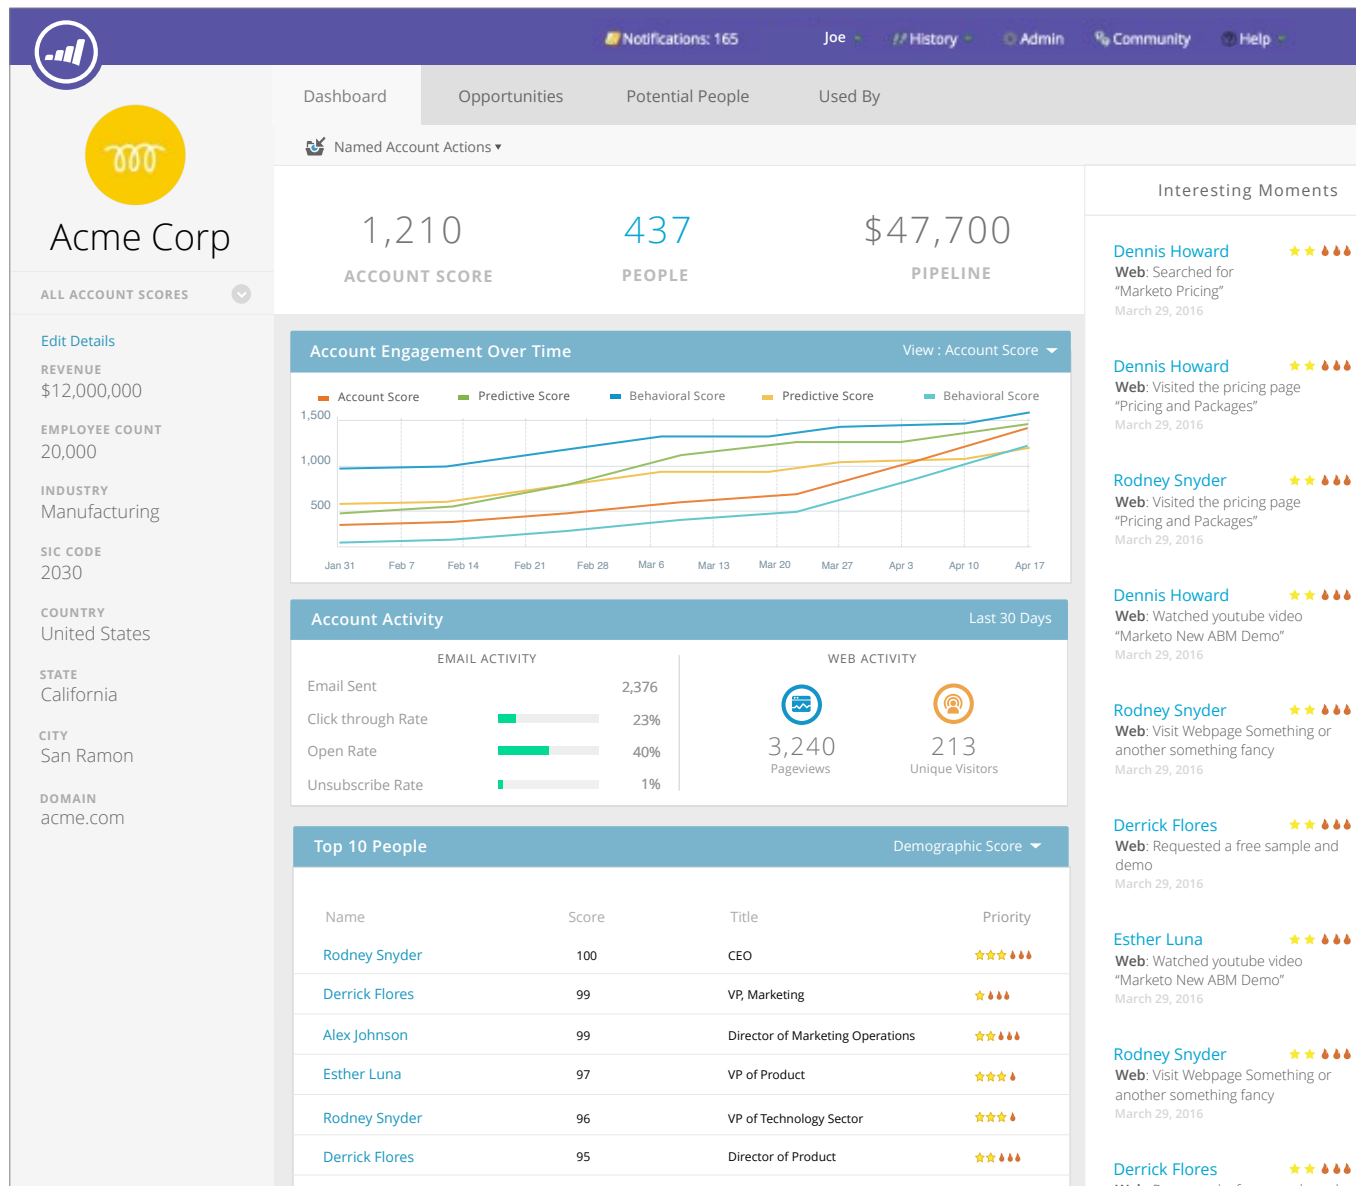 Notifications: 165
Joe
History
Admin
Community
Help
Acme Corp
ALL ACCOUNT SCORES
Edit Details
REVENUE
$12,000,000
EMPLOYEE COUNT
20,000
INDUSTRY
Manufacturing
SIC CODE
2030
COUNTRY
United States
STATE
California
CITY
San Ramon
DOMAIN
acme.com
Dashboard
Opportunities
Potential People
Used By
Named Account Actions
1,210
ACCOUNT SCORE
437
PEOPLE
$47,700
PIPELINE
Account Engagement Over Time
View : Account Score
Account Score
Predictive Score
Behavioral Score
Predictive Score
Behavioral Score
1,500
1,000
500
Jan 31
Feb 7
Feb 14
Feb 21
Feb 28
Mar 6
Mar 13
Mar 20
Mar 27
Apr 3
Apr 10
Apr 17
Account Activity
Last 30 Days
EMAIL ACTIVITY
Email Sent 2,376
Click through Rate 23%
Open Rate 40%
Unsubscribe Rate 1%
WEB ACTIVITY
3,240
Pageviews
213
Unique Visitors
Top 10 People
Demographic Score
Name Score Title Priority
Rodney Snyder 100 CEO
Derrick Flores 99 VP, Marketing
Alex Johnson 99 Director of Marketing Operations
Esther Luna 97 VP of Product
Rodney Snyder 96 VP of Technology Sector
Derrick Flores 95 Director of Product
Interesting Moments
Dennis Howard
Web: Searched for
“Marketo Pricing”
March 29, 2016
Dennis Howard
Web: Visited the pricing page
“Pricing and Packages”
March 29, 2016
Rodney Snyder
Web: Visited the pricing page
“Pricing and Packages”
March 29, 2016
Dennis Howard
Web: Watched youtube video
“Marketo New ABM Demo”
March 29, 2016
Rodney Snyder
Web: Visit Webpage Something or
another something fancy
March 29, 2016
Derrick Flores
Web: Requested a free sample and
demo
March 29, 2016
Esther Luna
Web: Watched youtube video
“Marketo New ABM Demo”
March 29, 2016
Rodney Snyder
Web: Visit Webpage Something or
another something fancy
March 29, 2016
Derrick Flores